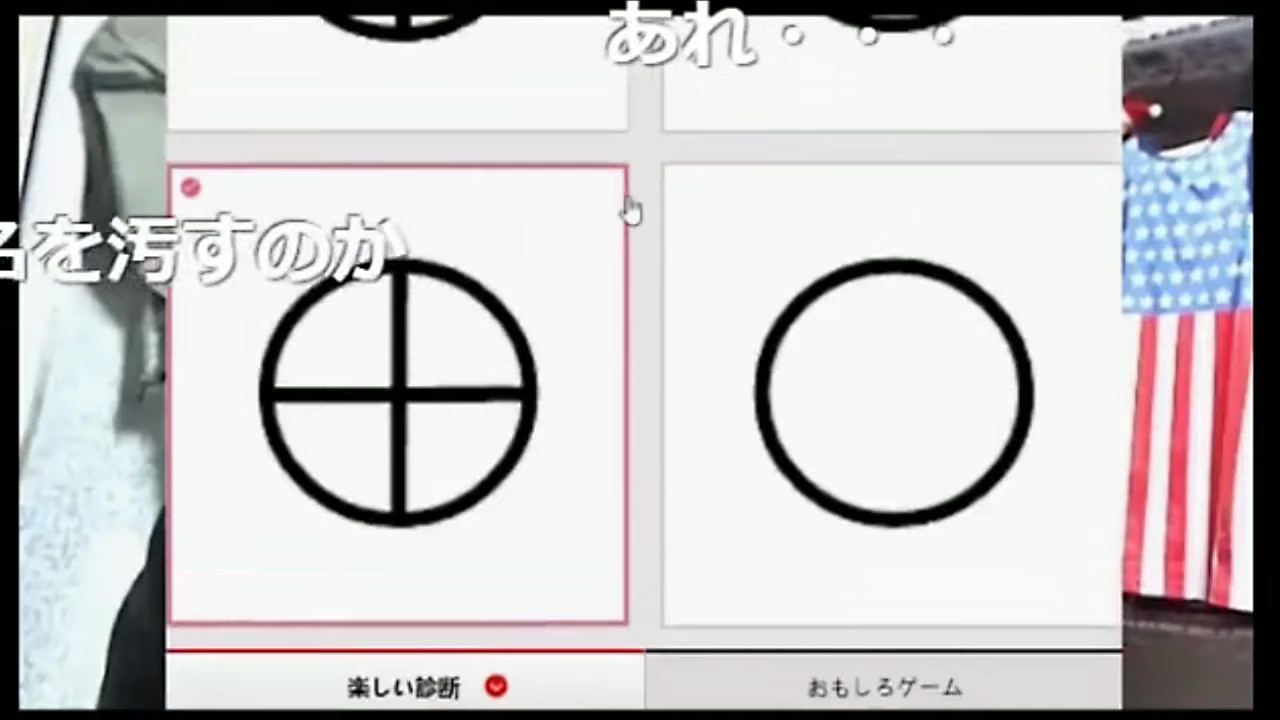 あれ・・・
名を汚すのか
楽しい診断
おもしろゲーム